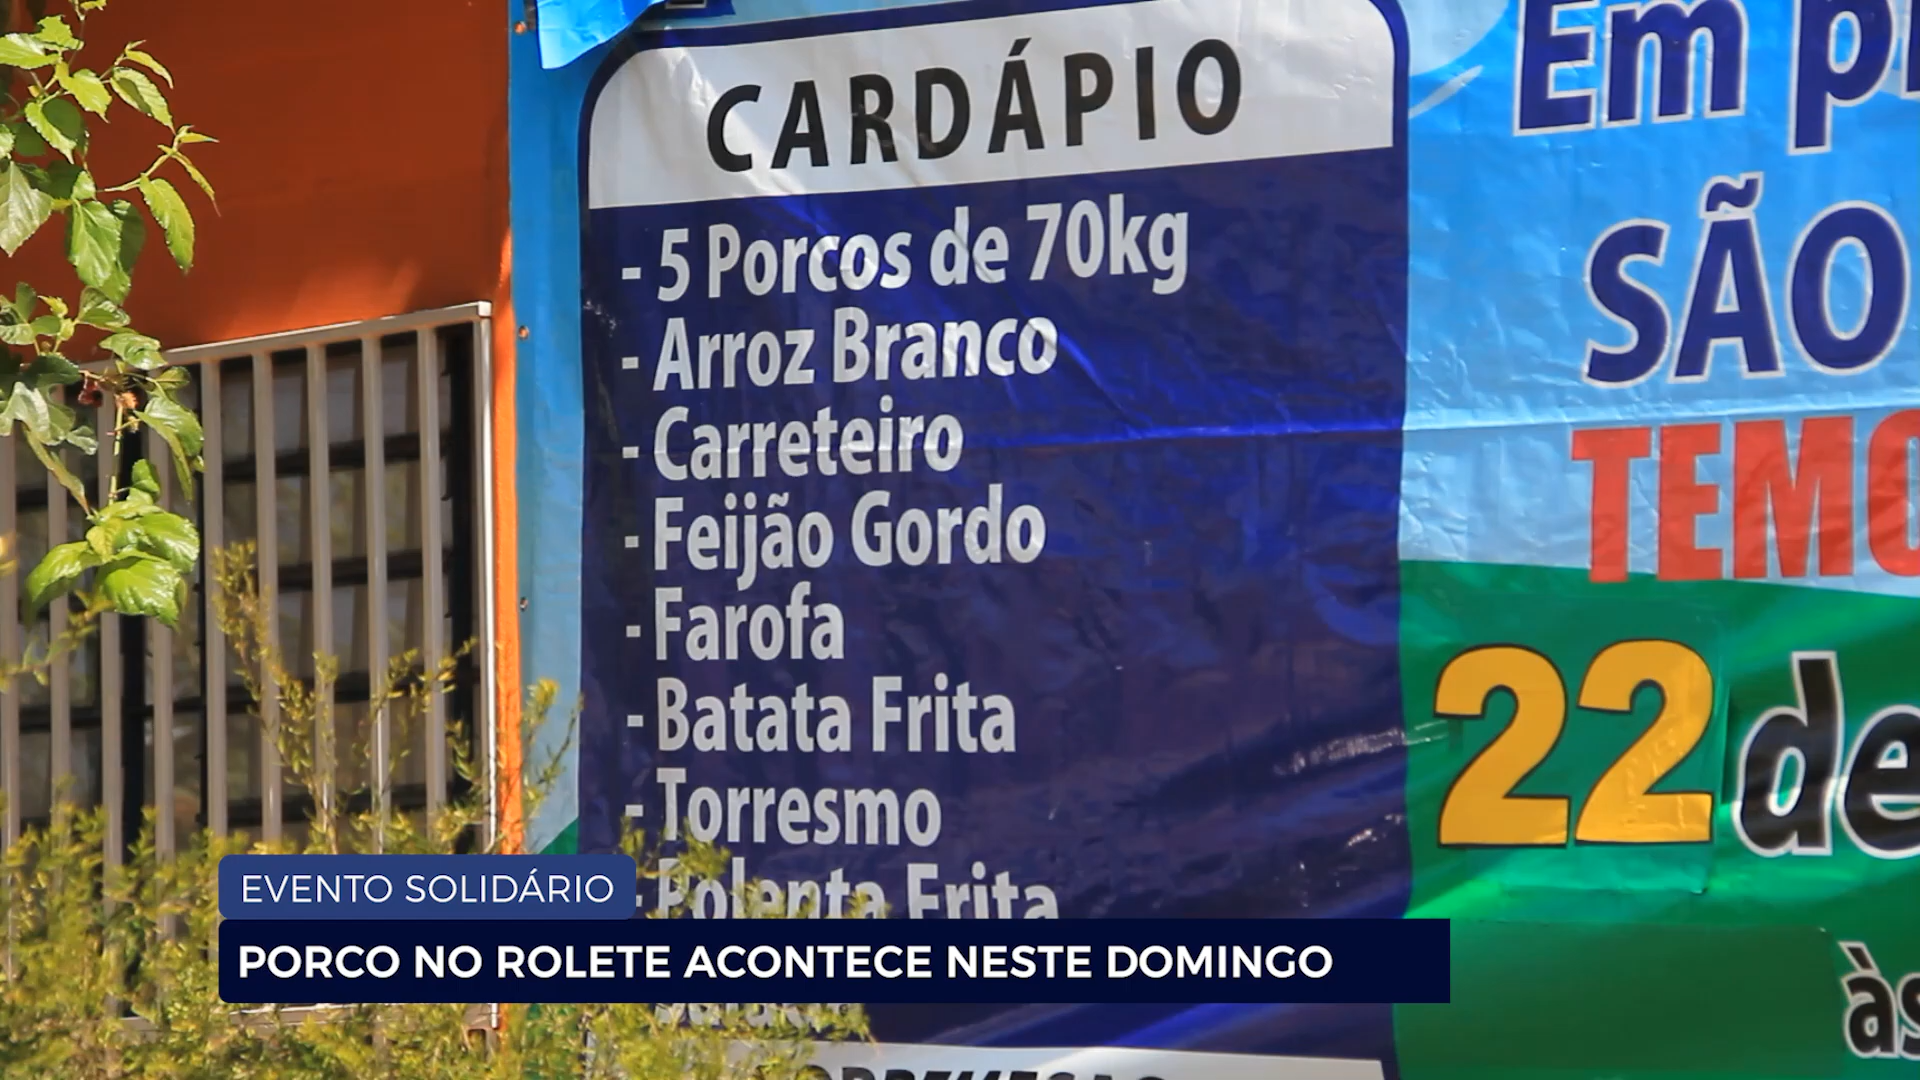 CARDÁPIO
- 5 Porcos de 70kg
- Arroz Branco
- Carreteiro
- Feijão Gordo
- Farofa
- Batata Frita
- Torresmo
- Polenta Frita
Em
SÃO
TEMO
22 de
às
EVENTO SOLIDÁRIO
PORCO NO ROLETE ACONTECE NESTE DOMINGO